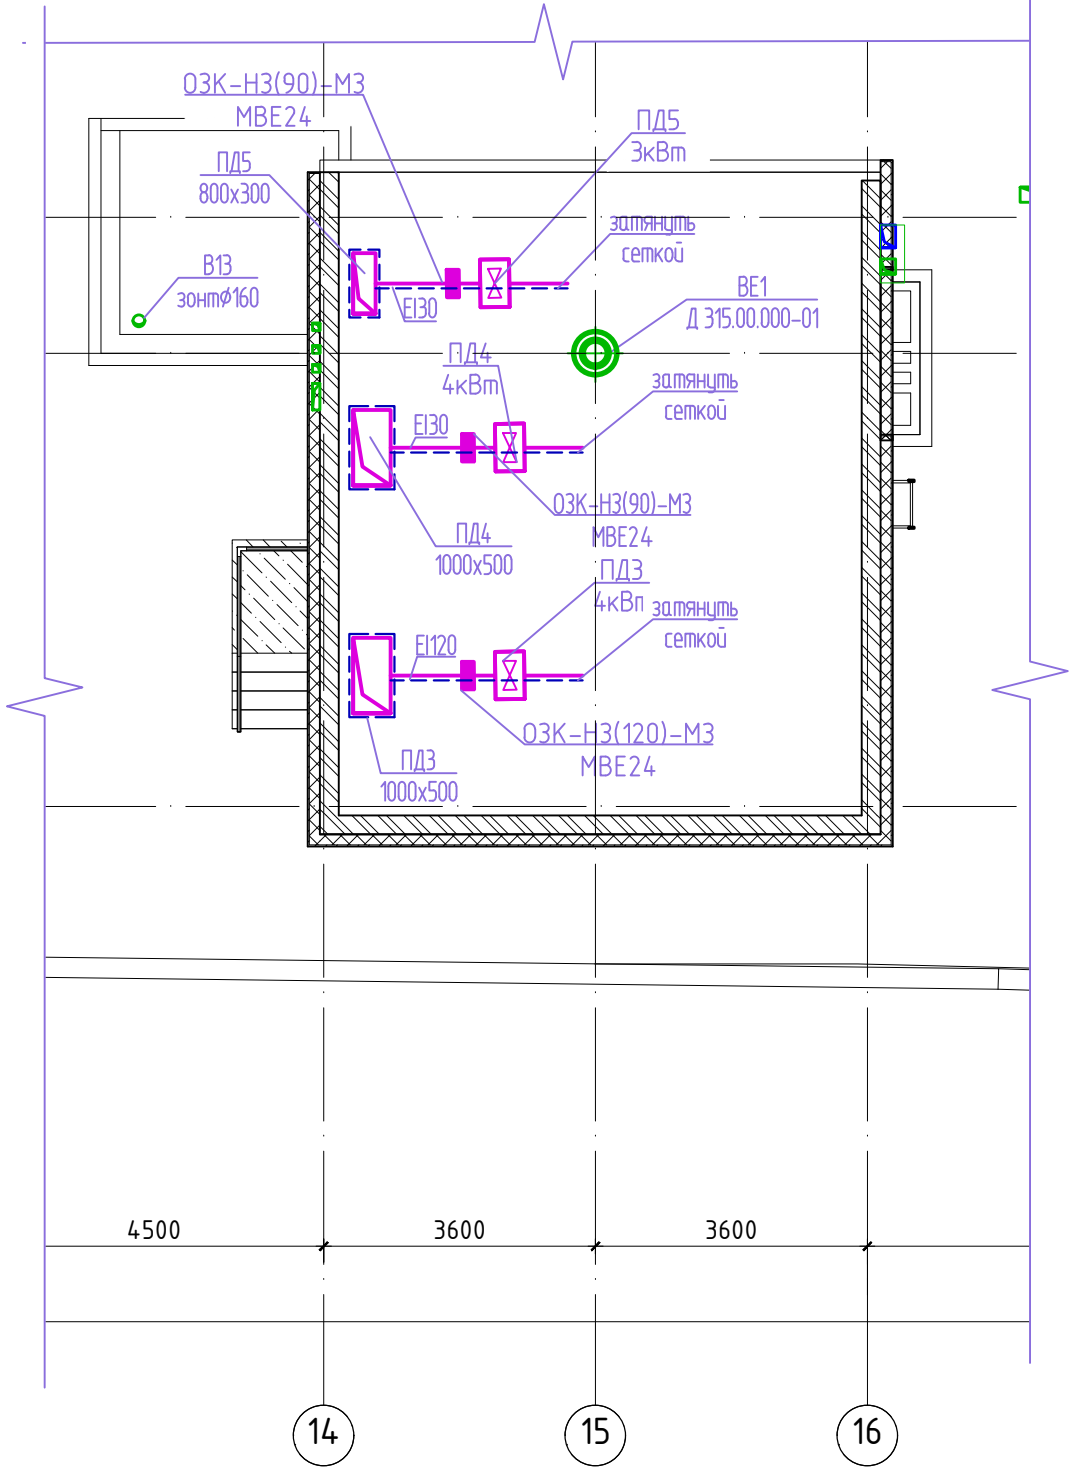 ОЗК-НЗ(90)-МЗ
МВЕ24
ПД5
3кВт
ПД5
800х300
затянуть
сеткой
В13
зонтϕ160
EI30
ВЕ1
Д 315.00.000-01
ПД4
4кВт
затянуть
сеткой
EI30
ОЗК-НЗ(90)-МЗ
МВЕ24
ПД4
1000х500
ПД3
4кВт
затянуть
сеткой
EI120
ОЗК-НЗ(120)-МЗ
МВЕ24
ПД3
1000х500
4500
3600
3600
14
15
16